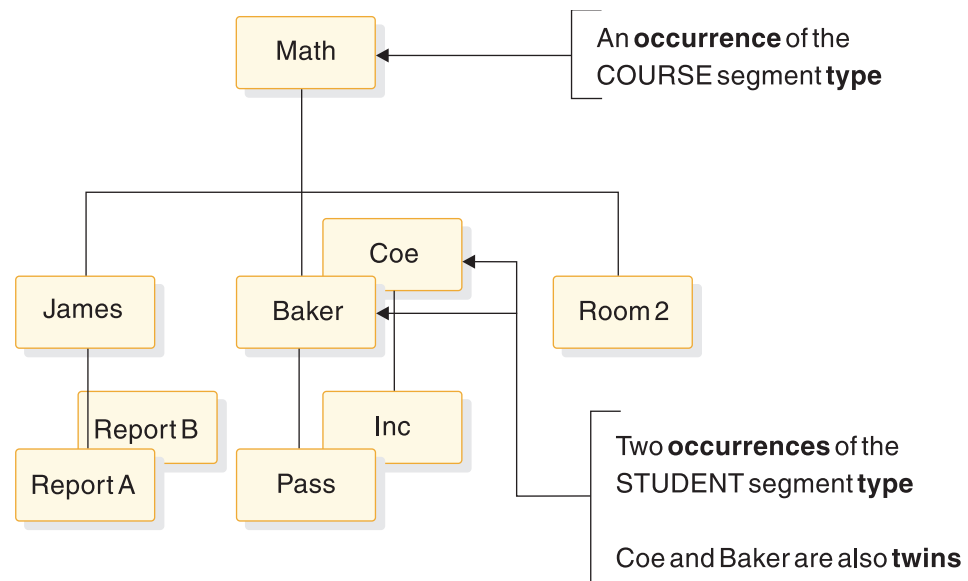 Math
An occurrence of the
COURSE segment type
Coe
James
Baker
Room 2
Report B
Inc
Report A
Pass
Two occurrences of the
STUDENT segment type
Coe and Baker are also twins